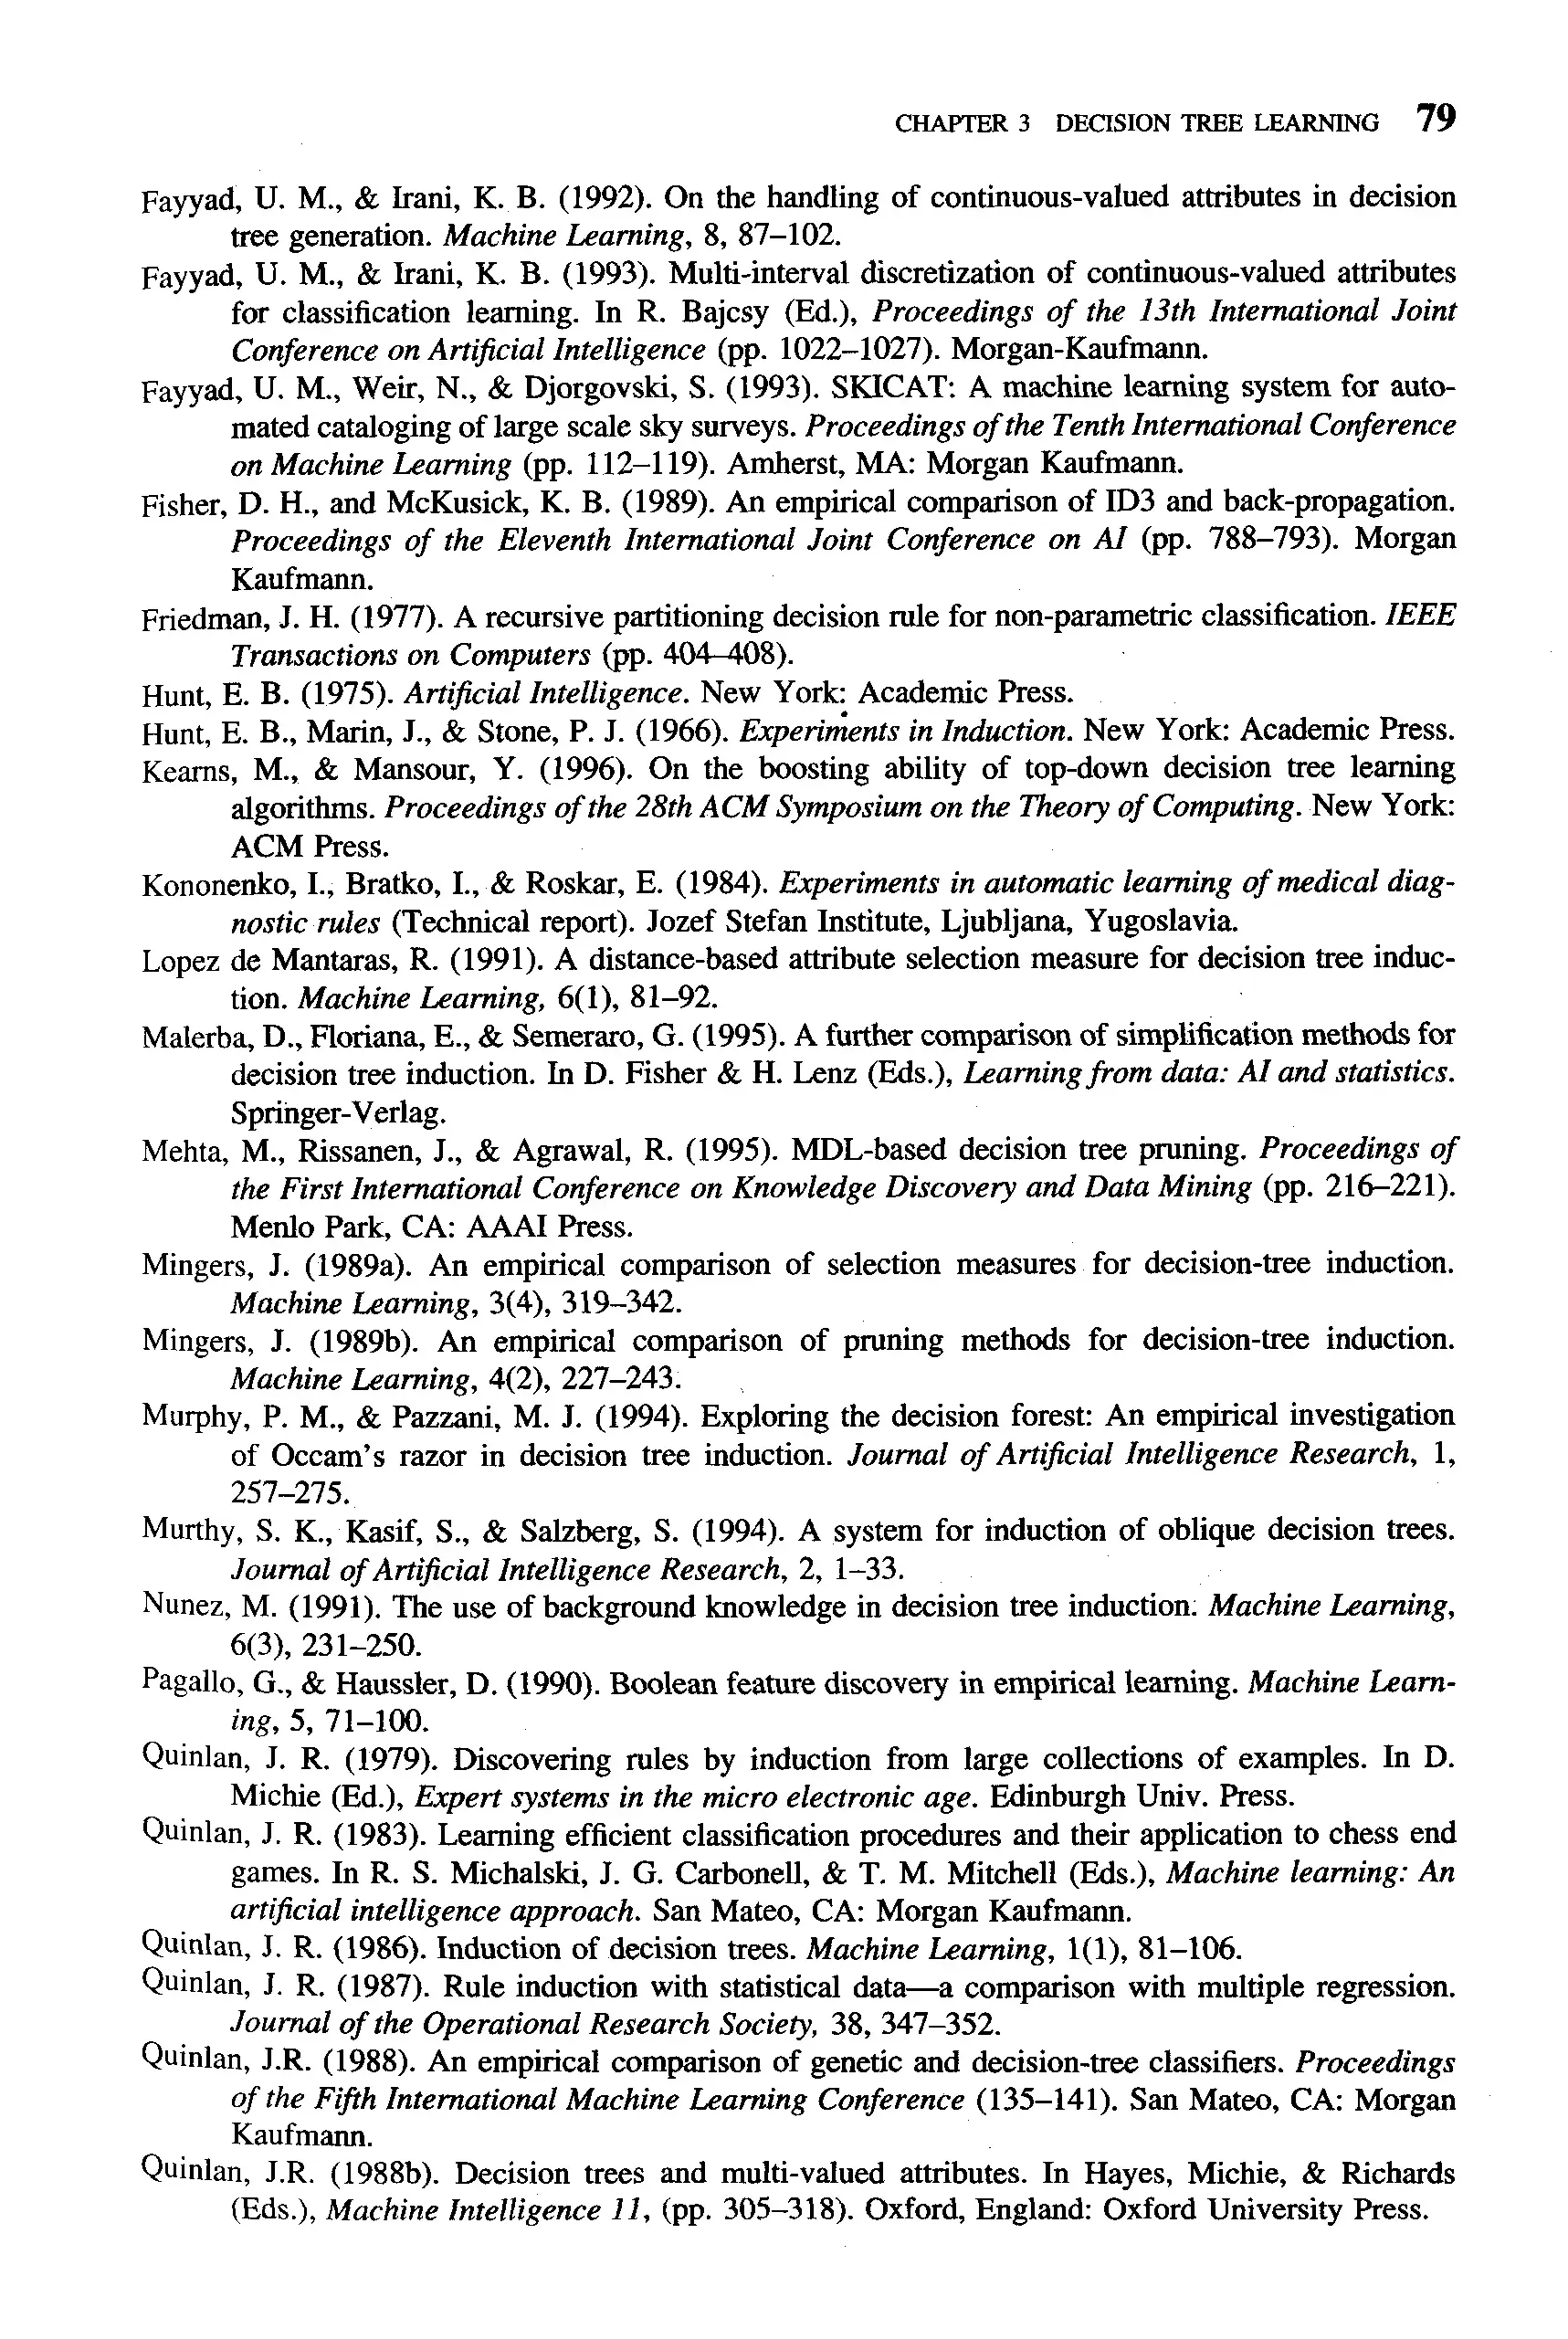 CHAPTER 3 DECISION TREE LEARNING 79
Fayyad, U. M., & Irani, K. B. (1992). On the handling of continuous-valued attributes in decision
tree generation. Machine Learning, 8, 87–102.
Fayyad, U. M., & Irani, K. B. (1993). Multi-interval discretization of continuous-valued attributes
for classification learning. In R. Bajcsy (Ed.), Proceedings of the 13th International Joint
Conference on Artificial Intelligence (pp. 1022–1027). Morgan-Kaufmann.
Fayyad, U. M., Weir, N., & Djorgovski, S. (1993). SKICAT: A machine learning system for auto-
mated cataloging of large scale sky surveys. Proceedings of the Tenth International Conference
on Machine Learning (pp. 112–119). Amherst, MA: Morgan Kaufmann.
Fisher, D. H., and McKusick, K. B. (1989). An empirical comparison of ID3 and back-propagation.
Proceedings of the Eleventh International Joint Conference on AI (pp. 788–793). Morgan
Kaufmann.
Friedman, J. H. (1977). A recursive partitioning decision rule for non-parametric classification. IEEE
Transactions on Computers (pp. 404–408).
Hunt, E. B. (1975). Artificial Intelligence. New York: Academic Press.
Hunt, E. B., Marin, J., & Stone, P. J. (1966). Experiments in Induction. New York: Academic Press.
Kearns, M., & Mansour, Y. (1996). On the boosting ability of top-down decision tree learning
algorithms. Proceedings of the 28th ACM Symposium on the Theory of Computing. New York:
ACM Press.
Kononenko, I., Bratko, I., & Roskar, E. (1984). Experiments in automatic learning of medical diag-
nostic rules (Technical report). Jozef Stefan Institute, Ljubljana, Yugoslavia.
Lopez de Mantaras, R. (1991). A distance-based attribute selection measure for decision tree induc-
tion. Machine Learning, 6(1), 81–92.
Malerba, D., Floriana, E., & Semeraro, G. (1995). A further comparison of simplification methods for
decision tree induction. In D. Fisher & H. Lenz (Eds.), Learning from data: AI and statistics.
Springer-Verlag.
Mehta, M., Rissanen, J., & Agrawal, R. (1995). MDL-based decision tree pruning. Proceedings of
the First International Conference on Knowledge Discovery and Data Mining (pp. 216–221).
Menlo Park, CA: AAAI Press.
Mingers, J. (1989a). An empirical comparison of selection measures for decision-tree induction.
Machine Learning, 3(4), 319–342.
Mingers, J. (1989b). An empirical comparison of pruning methods for decision-tree induction.
Machine Learning, 4(2), 227–243.
Murphy, P. M., & Pazzani, M. J. (1994). Exploring the decision forest: An empirical investigation
of Occam's razor in decision tree induction. Journal of Artificial Intelligence Research, 1,
257–275.
Murthy, S. K., Kasif, S., & Salzberg, S. (1994). A system for induction of oblique decision trees.
Journal of Artificial Intelligence Research, 2, 1–33.
Nunez, M. (1991). The use of background knowledge in decision tree induction. Machine Learning,
6(3), 231–250.
Pagallo, G., & Haussler, D. (1990). Boolean feature discovery in empirical learning. Machine Learn-
ing, 5, 71–100.
Quinlan, J. R. (1979). Discovering rules by induction from large collections of examples. In D.
Michie (Ed.), Expert systems in the micro electronic age. Edinburgh Univ. Press.
Quinlan, J. R. (1983). Learning efficient classification procedures and their application to chess end
games. In R. S. Michalski, J. G. Carbonell, & T. M. Mitchell (Eds.), Machine learning: An
artificial intelligence approach. San Mateo, CA: Morgan Kaufmann.
Quinlan, J. R. (1986). Induction of decision trees. Machine Learning, 1(1), 81–106.
Quinlan, J. R. (1987). Rule induction with statistical data—a comparison with multiple regression.
Journal of the Operational Research Society, 38, 347–352.
Quinlan, J.R. (1988). An empirical comparison of genetic and decision-tree classifiers. Proceedings
of the Fifth International Machine Learning Conference (135–141). San Mateo, CA: Morgan
Kaufmann.
Quinlan, J.R. (1988b). Decision trees and multi-valued attributes. In Hayes, Michie, & Richards
(Eds.), Machine Intelligence 11, (pp. 305–318). Oxford, England: Oxford University Press.